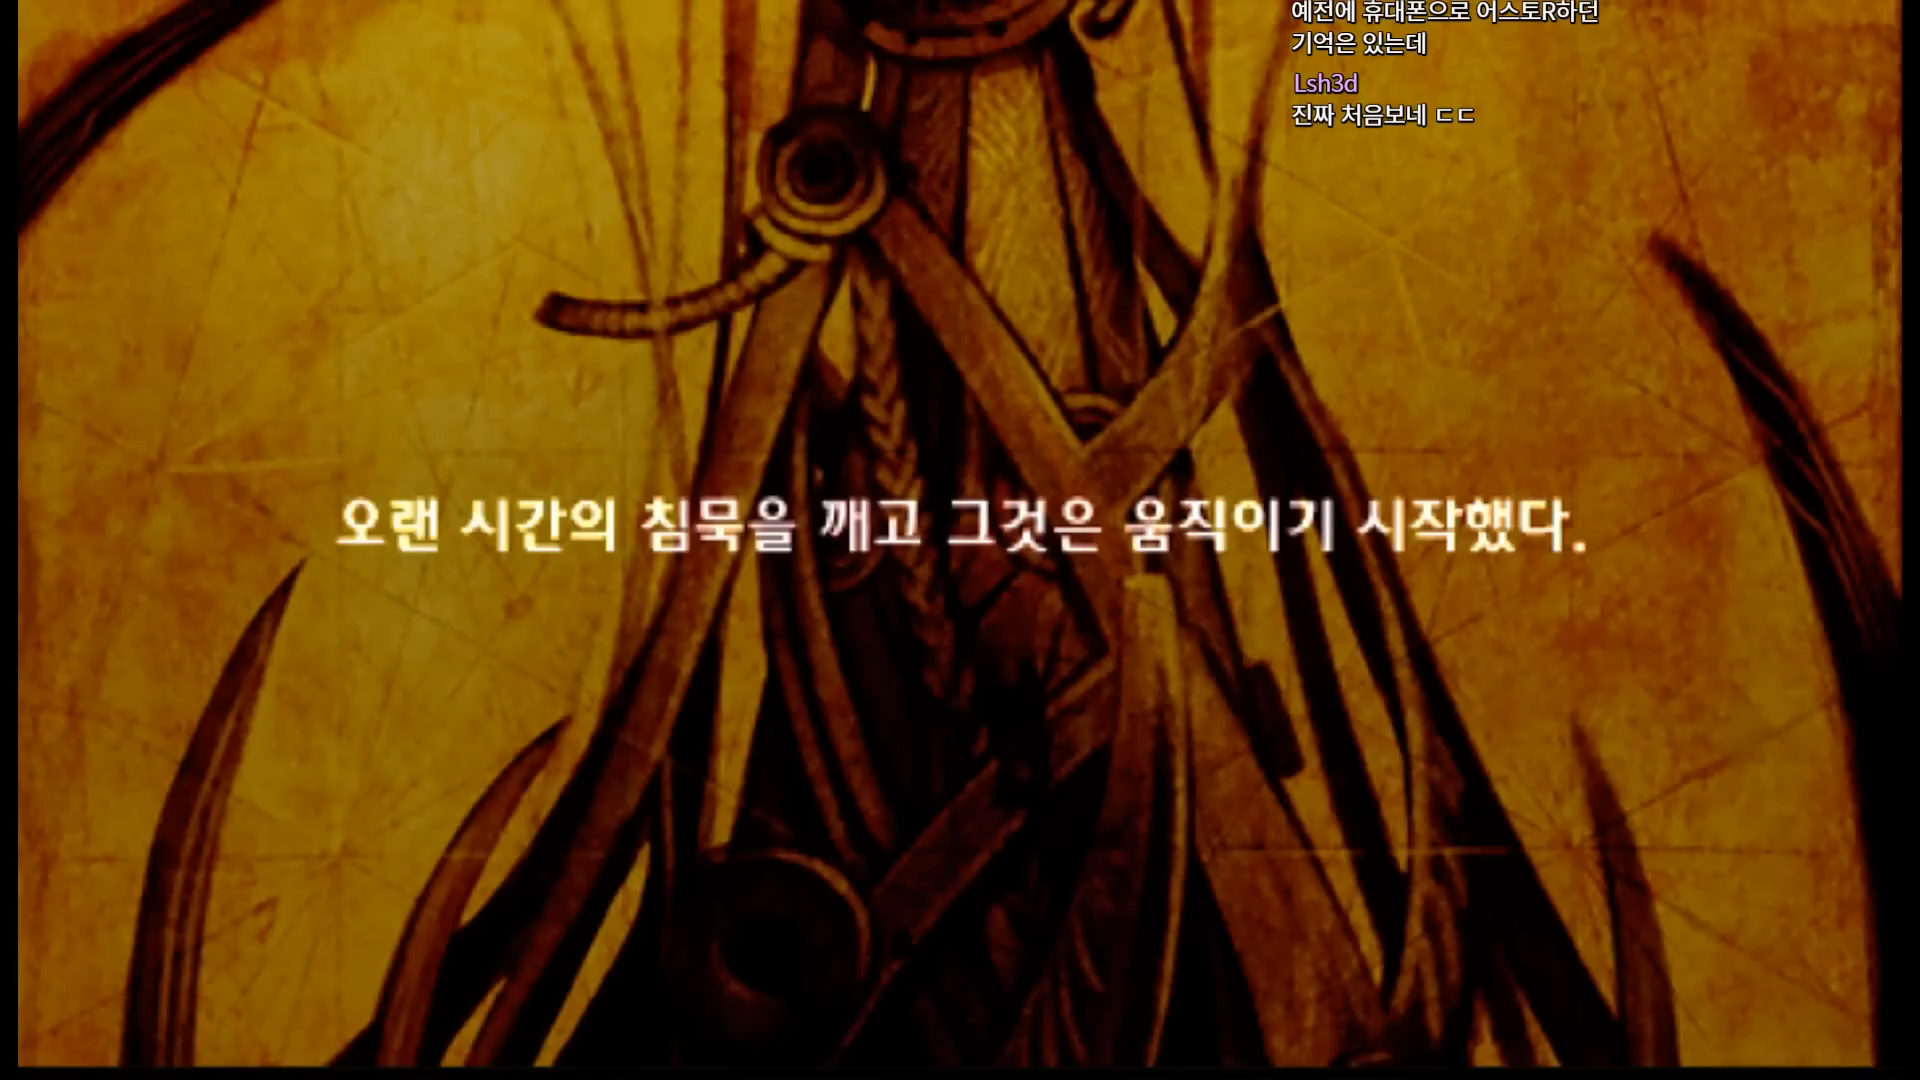 예전에 휴대폰으로 어스토R하던
기억은 있는데
Lsh3d
진짜 처음보네 ㄷㄷ
오랜 시간의 침묵을 깨고 그것은 움직이기 시작했다.